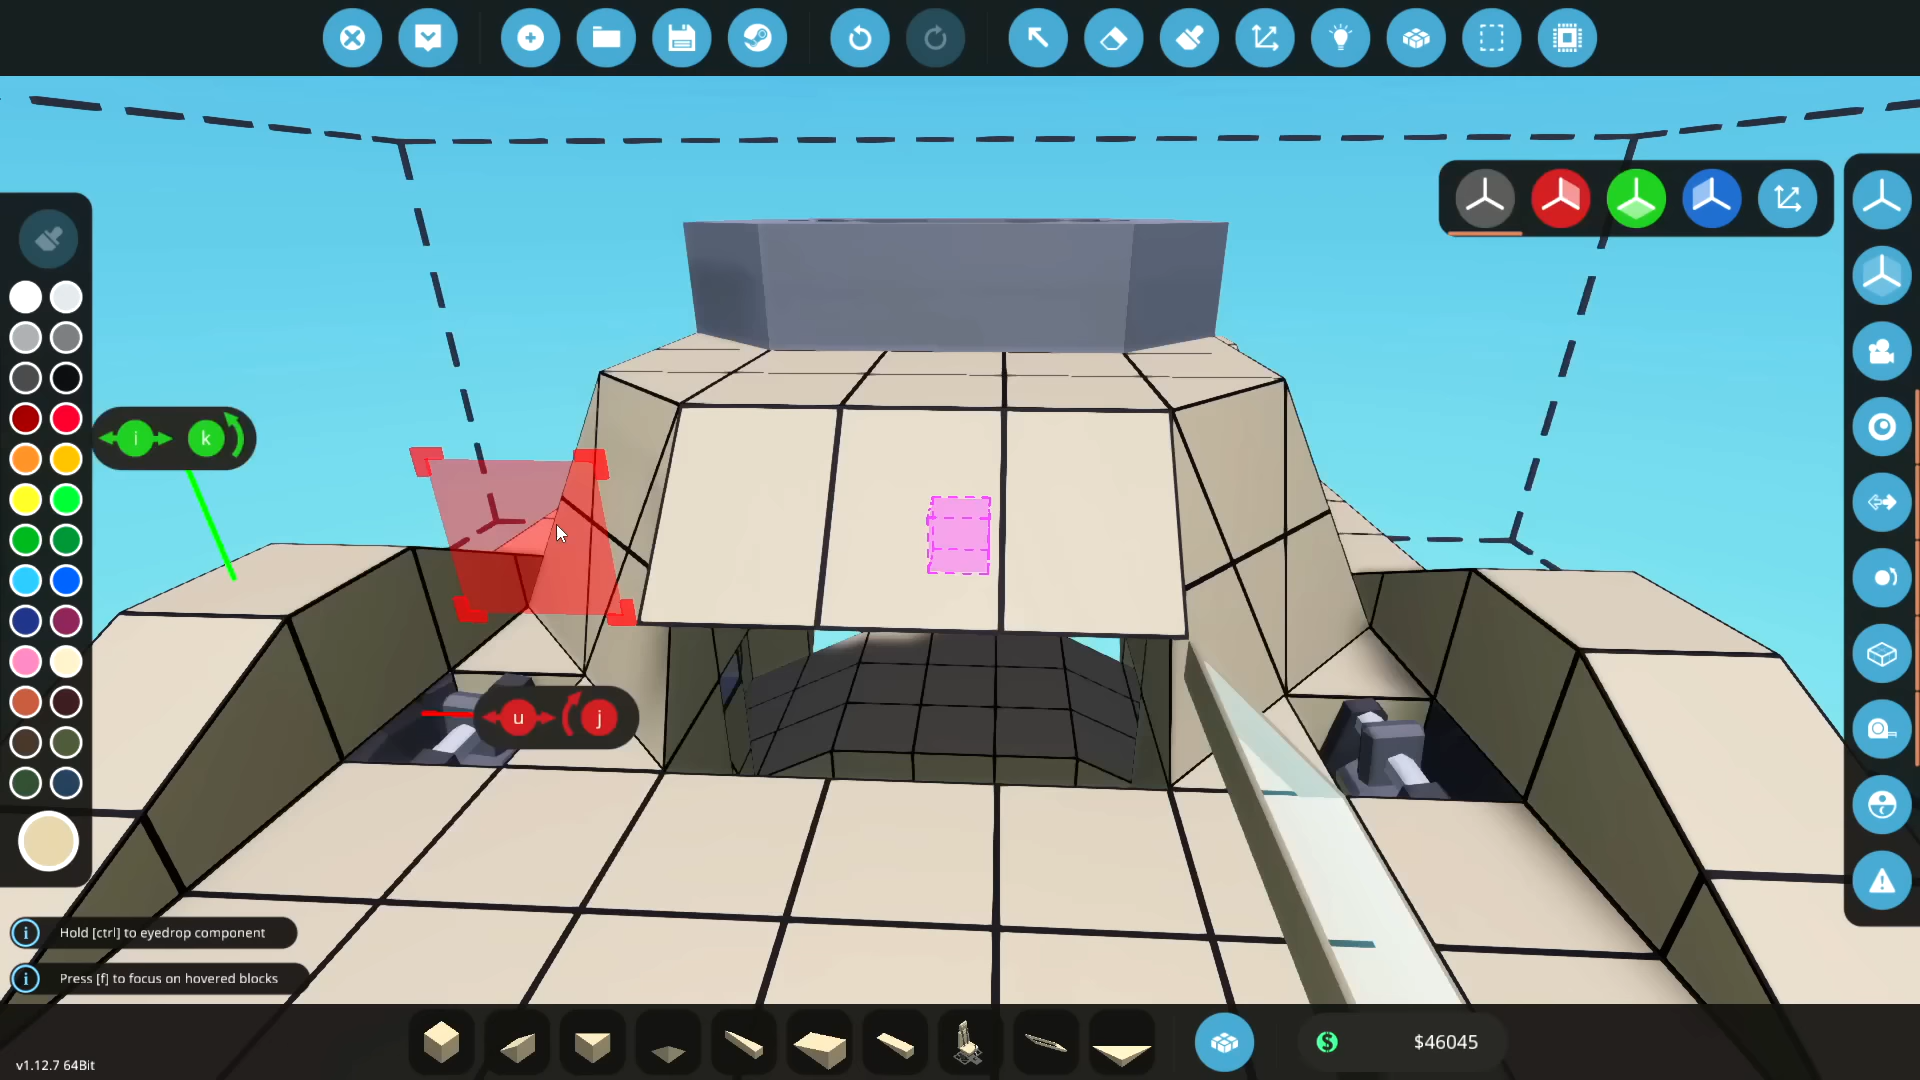 i k
u j
Hold [ctrl] to eyedrop component
Press [f] to focus on hovered blocks
$ $46045
v1.12.7 64Bit